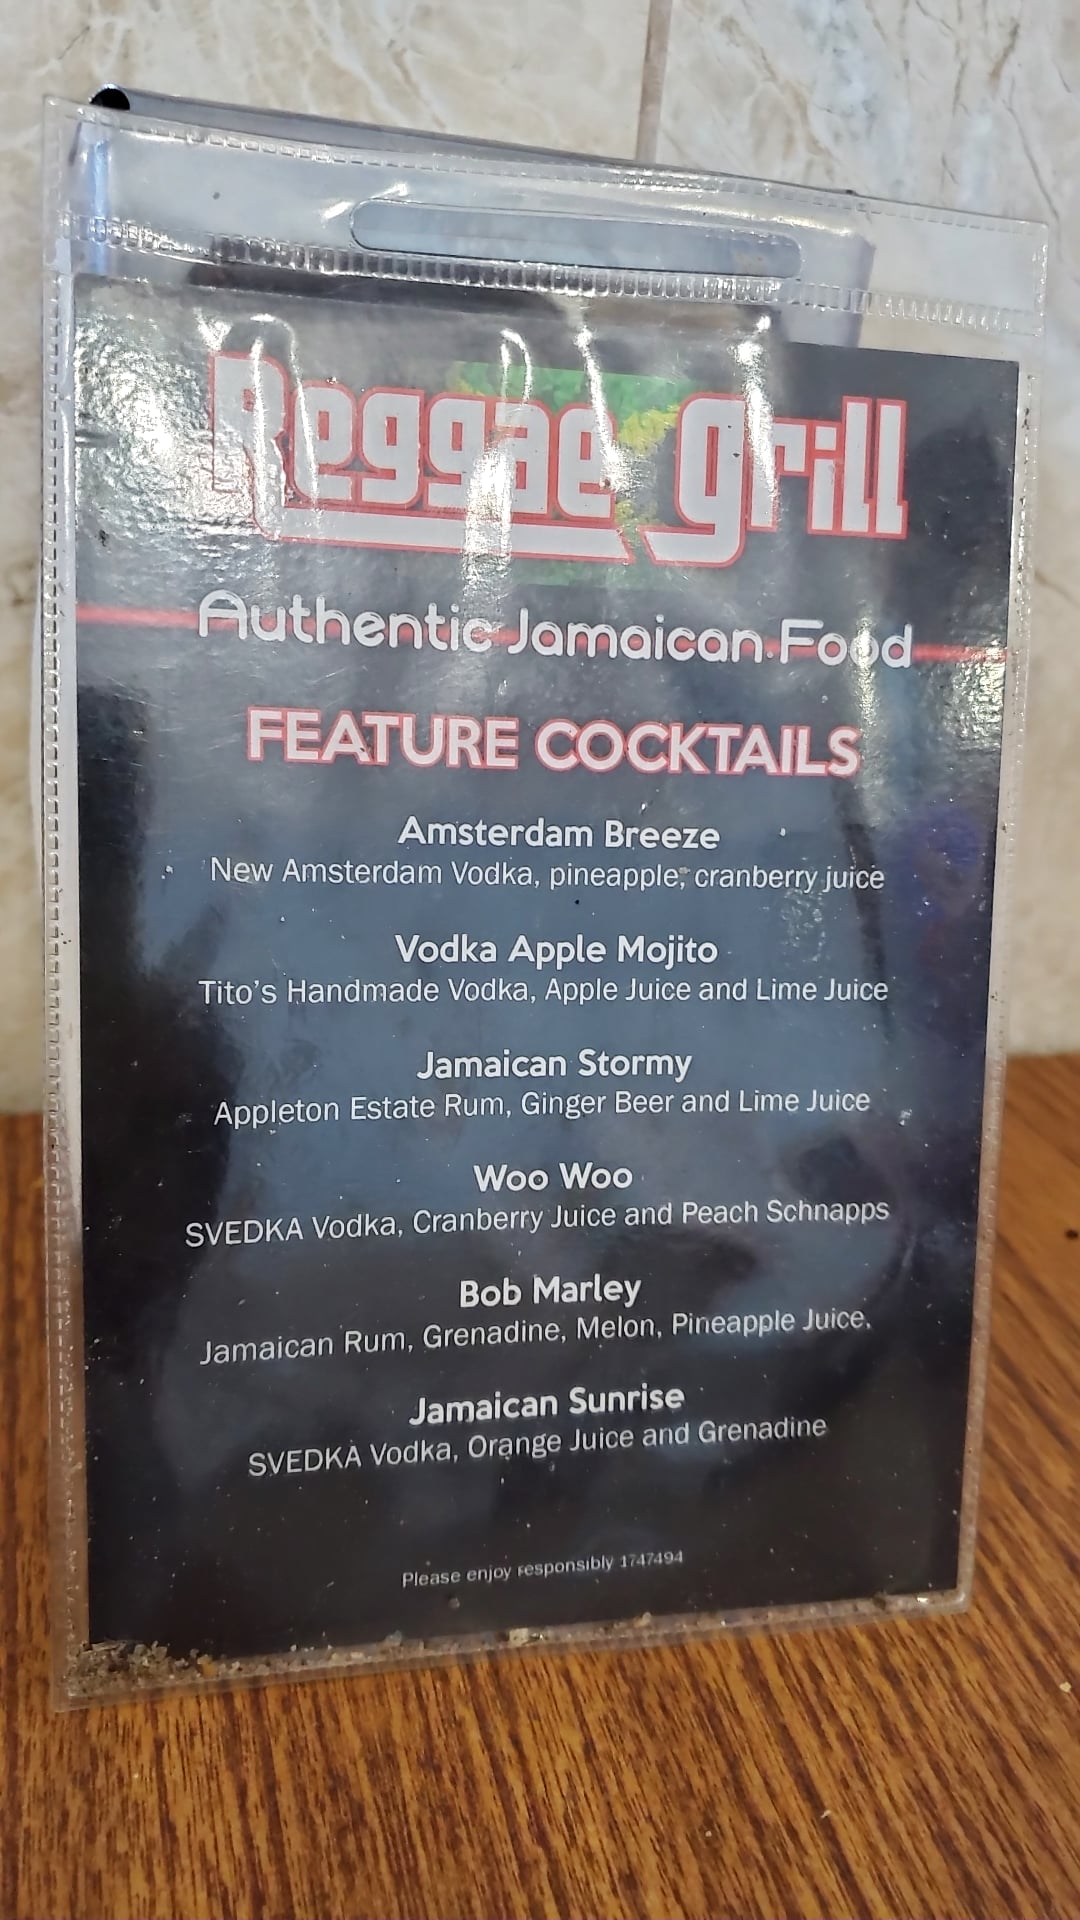 Reggae grill
Authentic Jamaican Food
FEATURE COCKTAILS
Amsterdam Breeze
New Amsterdam Vodka, pineapple, cranberry juice
Vodka Apple Mojito
Tito's Handmade Vodka, Apple Juice and Lime Juice
Jamaican Stormy
Appleton Estate Rum, Ginger Beer and Lime Juice
Woo Woo
SVEDKA Vodka, Cranberry Juice and Peach Schnapps
Bob Marley
Jamaican Rum, Grenadine, Melon, Pineapple Juice.
Jamaican Sunrise
SVEDKA Vodka, Orange Juice and Grenadine
Please enjoy responsibly 1747494